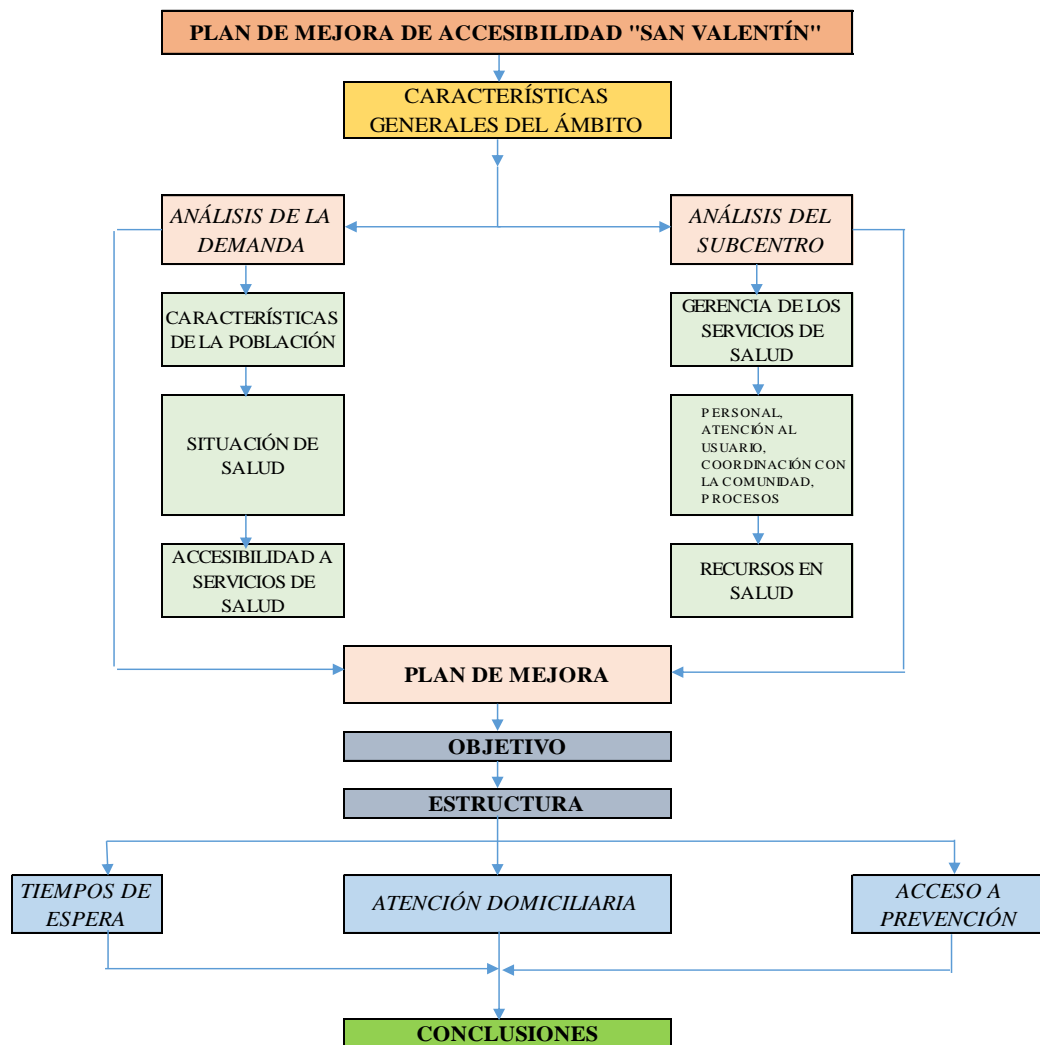 PLAN DE MEJORA DE ACCESIBILIDAD "SAN VALENTÍN"
CARACTERÍSTICAS
GENERALES DEL ÁMBITO
ANÁLISIS DE LA
DEMANDA
ANÁLISIS DEL
SUBCENTRO
CARACTERÍSTICAS
DE LA POBLACIÓN
GERENCIA DE LOS
SERVICIOS DE
SALUD
SITUACIÓN DE
SALUD
PERSONAL,
ATENCIÓN AL
USUARIO,
COORDINACIÓN CON
LA COMUNIDAD,
PROCESOS
ACCESIBILIDAD A
SERVICIOS DE
SALUD
RECURSOS EN
SALUD
PLAN DE MEJORA
OBJETIVO
ESTRUCTURA
TIEMPOS DE
ESPERA
ATENCIÓN DOMICILIARIA
ACCESO A
PREVENCIÓN
CONCLUSIONES